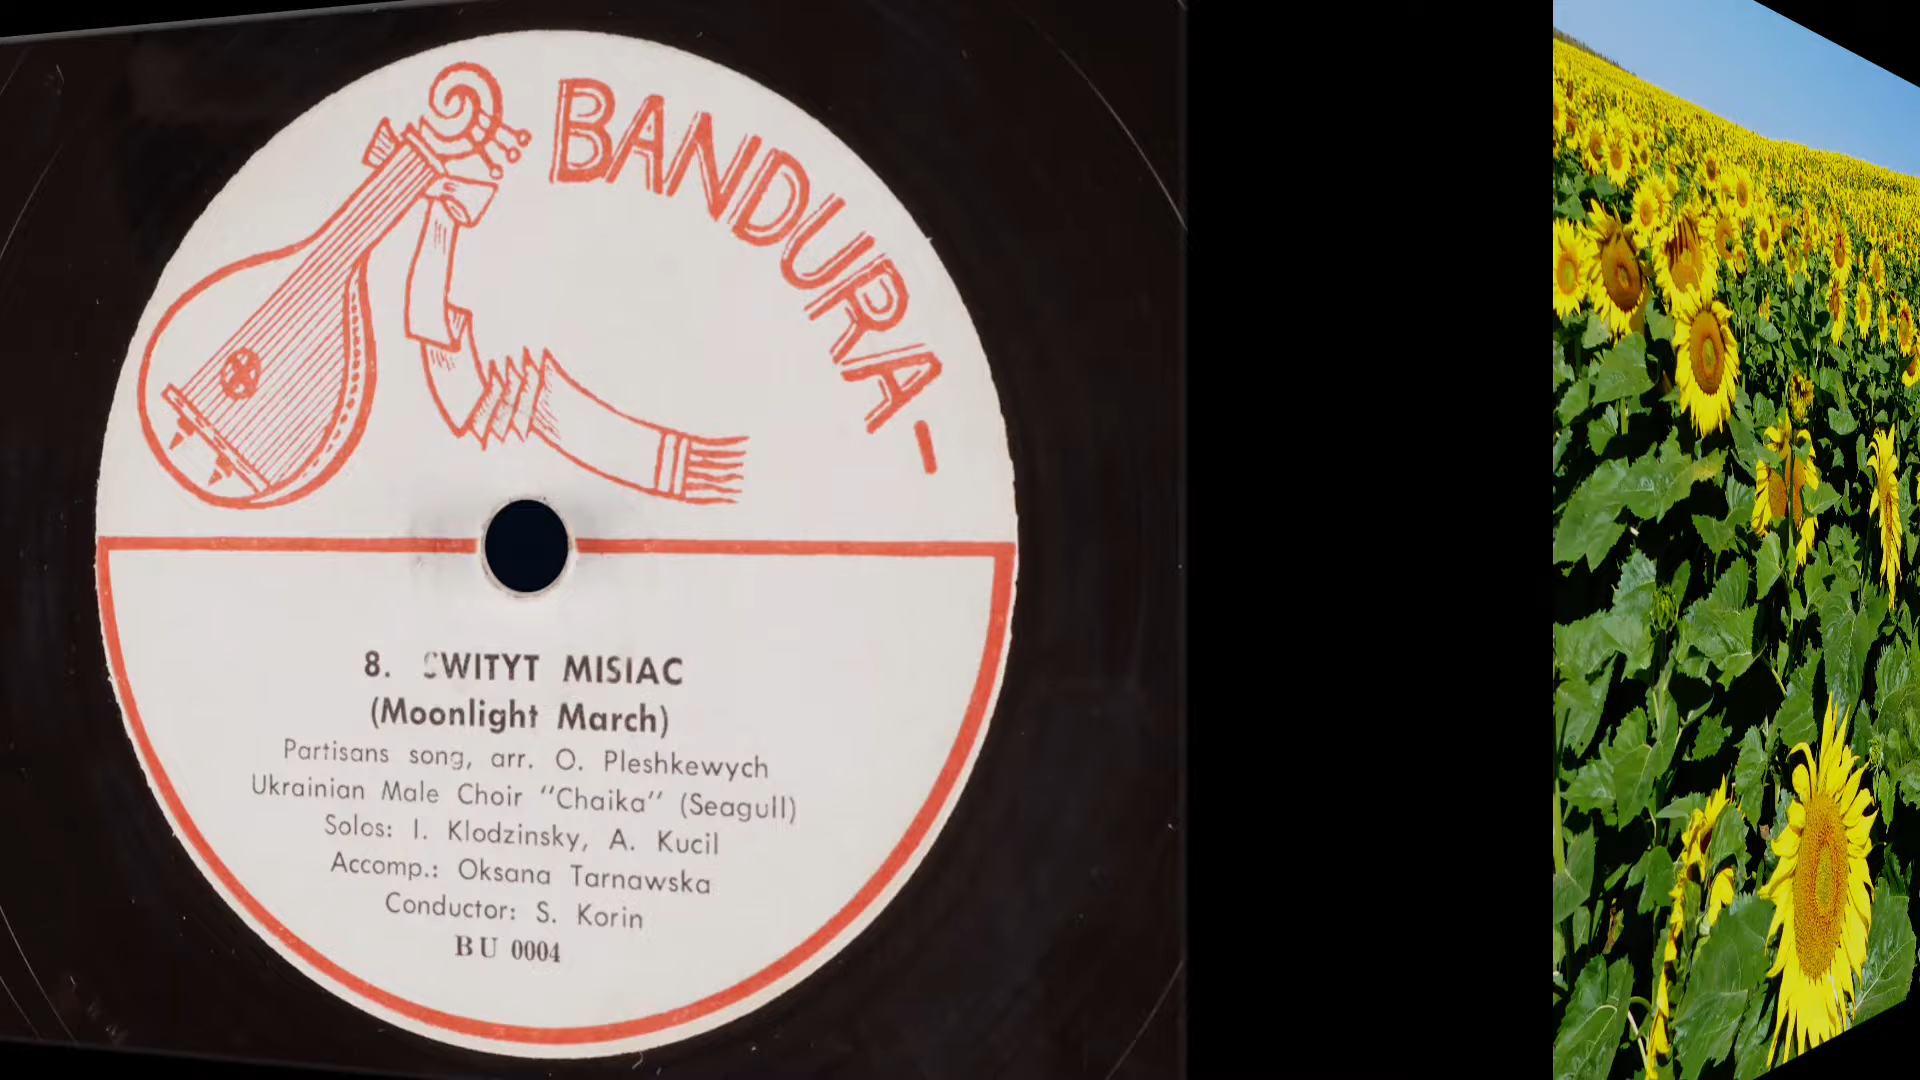 BANDURA-
8. SWITYT MISIAC
(Moonlight March)
Partisans song, arr. O. Pleshkewych
Ukrainian Male Choir "Chaika" (Seagull)
Solos: I. Klodzinsky, A. Kucil
Accomp.: Oksana Tarnawska
Conductor: S. Korin
BU 0004